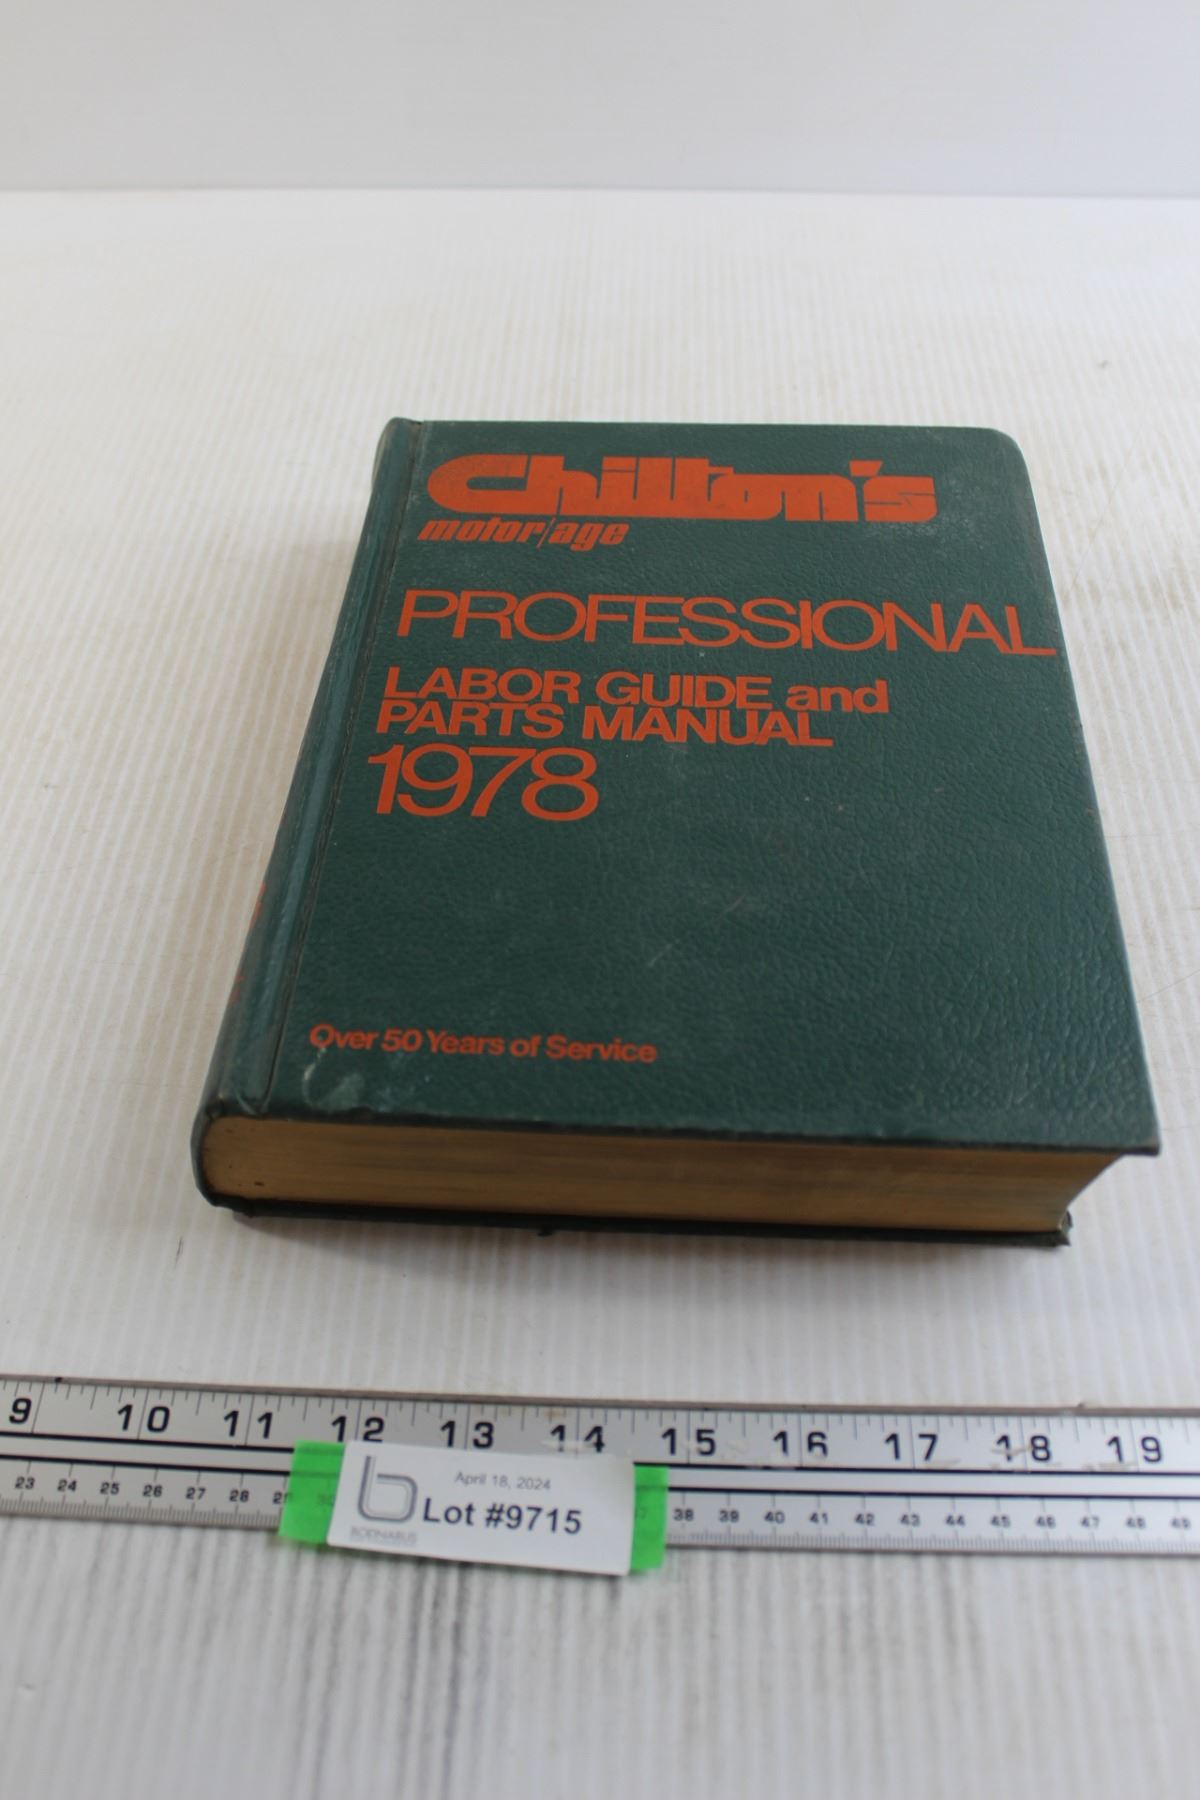 Chilton's
motor/age
PROFESSIONAL
LABOR GUIDE and
PARTS MANUAL
1978
Over 50 Years of Service
9 10 11 12 13 14 15 16 17 18 19
April 18, 2024
Lot #9715
BODNARUS
23 24 25 26 27 28 29 38 39 40 41 42 43 44 45 46 47 48 49